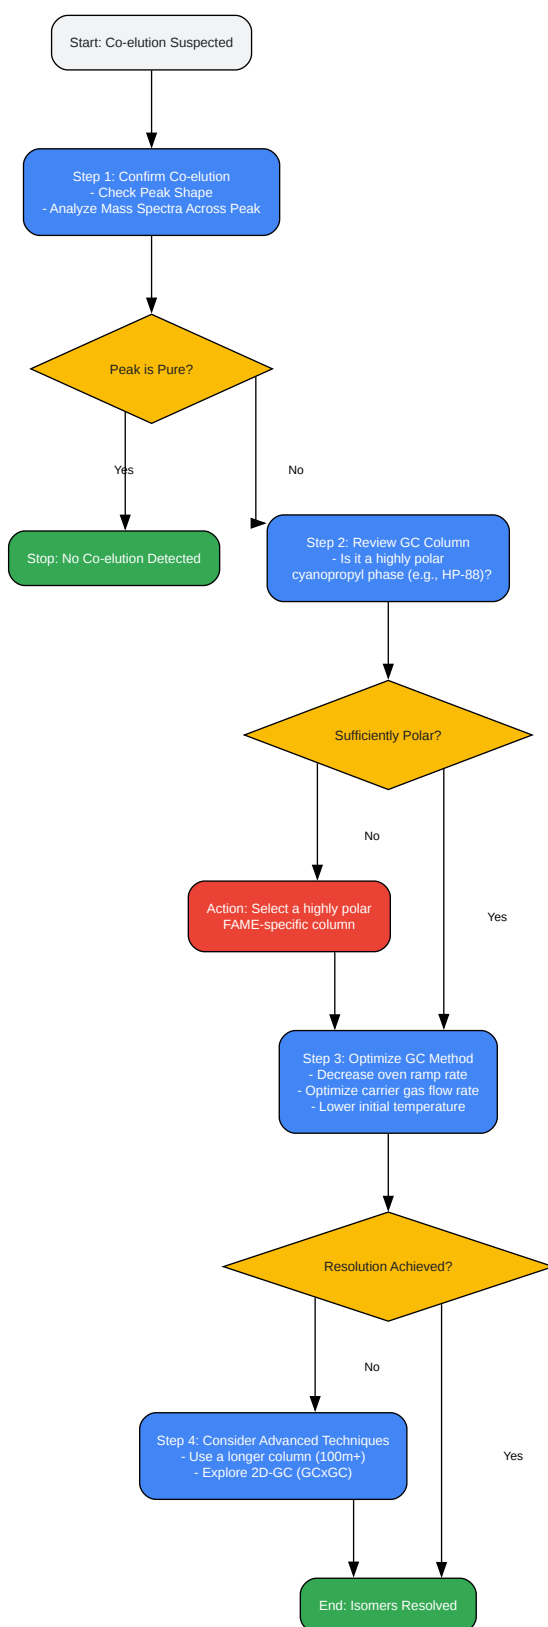 Start: Co-elution Suspected
Step 1: Confirm Co-elution
- Check Peak Shape
- Analyze Mass Spectra Across Peak
Peak is Pure?
Yes
No
Stop: No Co-elution Detected
Step 2: Review GC Column
- Is it a highly polar
cyanopropyl phase (e.g., HP-88)?
Sufficiently Polar?
No
Action: Select a highly polar
FAME-specific column
Yes
Step 3: Optimize GC Method
- Decrease oven ramp rate
- Optimize carrier gas flow rate
- Lower initial temperature
Resolution Achieved?
No
Step 4: Consider Advanced Techniques
- Use a longer column (100m+)
- Explore 2D-GC (GCxGC)
Yes
End: Isomers Resolved